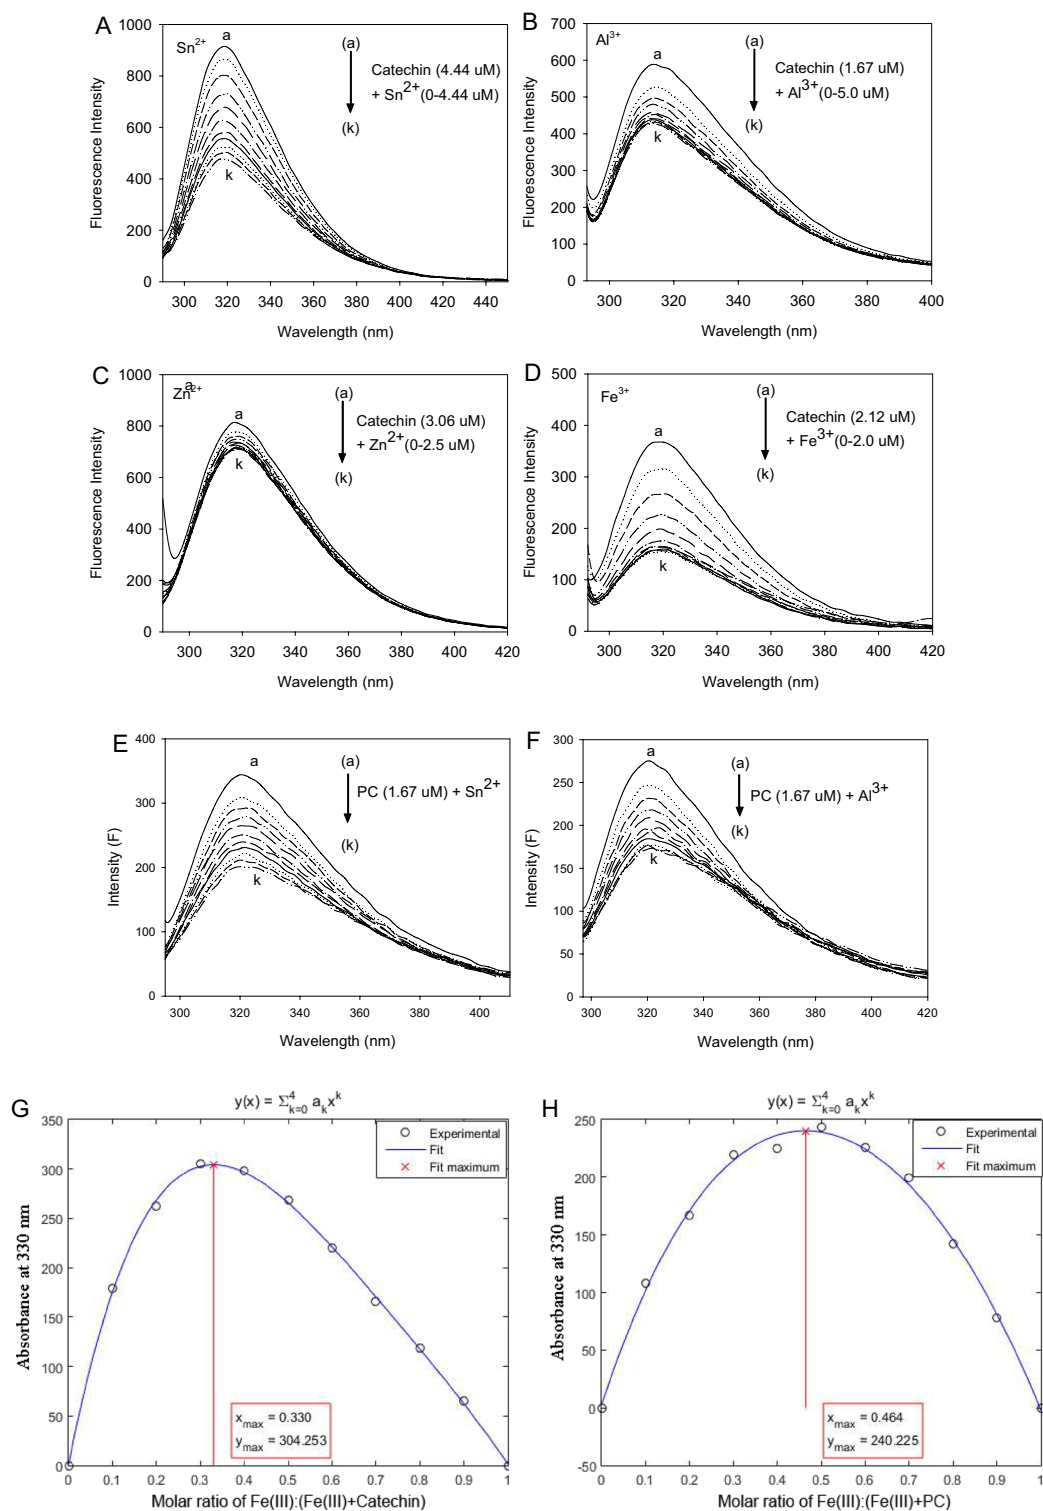 A
Sn2+
a
(a)
Catechin (4.44 uM)
+ Sn2+(0-4.44 uM)
(k)
k
Fluorescence Intensity
1000
800
600
400
200
0
300 320 340 360 380 400 420 440
Wavelength (nm)
B
Al3+
a
(a)
Catechin (1.67 uM)
+ Al3+(0-5.0 uM)
(k)
k
Fluorescence Intensity
700
600
500
400
300
200
100
0
300 320 340 360 380 400
Wavelength (nm)
C
Zn2+
a
a
(a)
Catechin (3.06 uM)
+ Zn2+(0-2.5 uM)
(k)
k
Fluorescence Intensity
1000
800
600
400
200
0
300 320 340 360 380 400 420
Wavelength (nm)
D
Fe3+
a
(a)
Catechin (2.12 uM)
+ Fe3+(0-2.0 uM)
(k)
k
Fluorescence Intensity
500
400
300
200
100
0
300 320 340 360 380 400 420
Wavelength (nm)
E
a
(a)
PC (1.67 uM) + Sn2+
(k)
k
Intensity (F)
400
300
200
100
0
300 320 340 360 380 400
Wavelength (nm)
F
a
(a)
PC (1.67 uM) + Al3+
(k)
k
Intensity (F)
300
250
200
150
100
50
0
300 320 340 360 380 400 420
Wavelength (nm)
G
y(x) = Σ4k=0 akxk
Experimental
Fit
Fit maximum
Absorbance at 330 nm
350
300
250
200
150
100
50
0
xmax = 0.330
ymax = 304.253
0 0.1 0.2 0.3 0.4 0.5 0.6 0.7 0.8 0.9 1
Molar ratio of Fe(III):(Fe(III)+Catechin)
H
y(x) = Σ4k=0 akxk
Experimental
Fit
Fit maximum
Absorbance at 330 nm
250
200
150
100
50
0
-50
xmax = 0.464
ymax = 240.225
0 0.1 0.2 0.3 0.4 0.5 0.6 0.7 0.8 0.9 1
Molar ratio of Fe(III):(Fe(III)+PC)